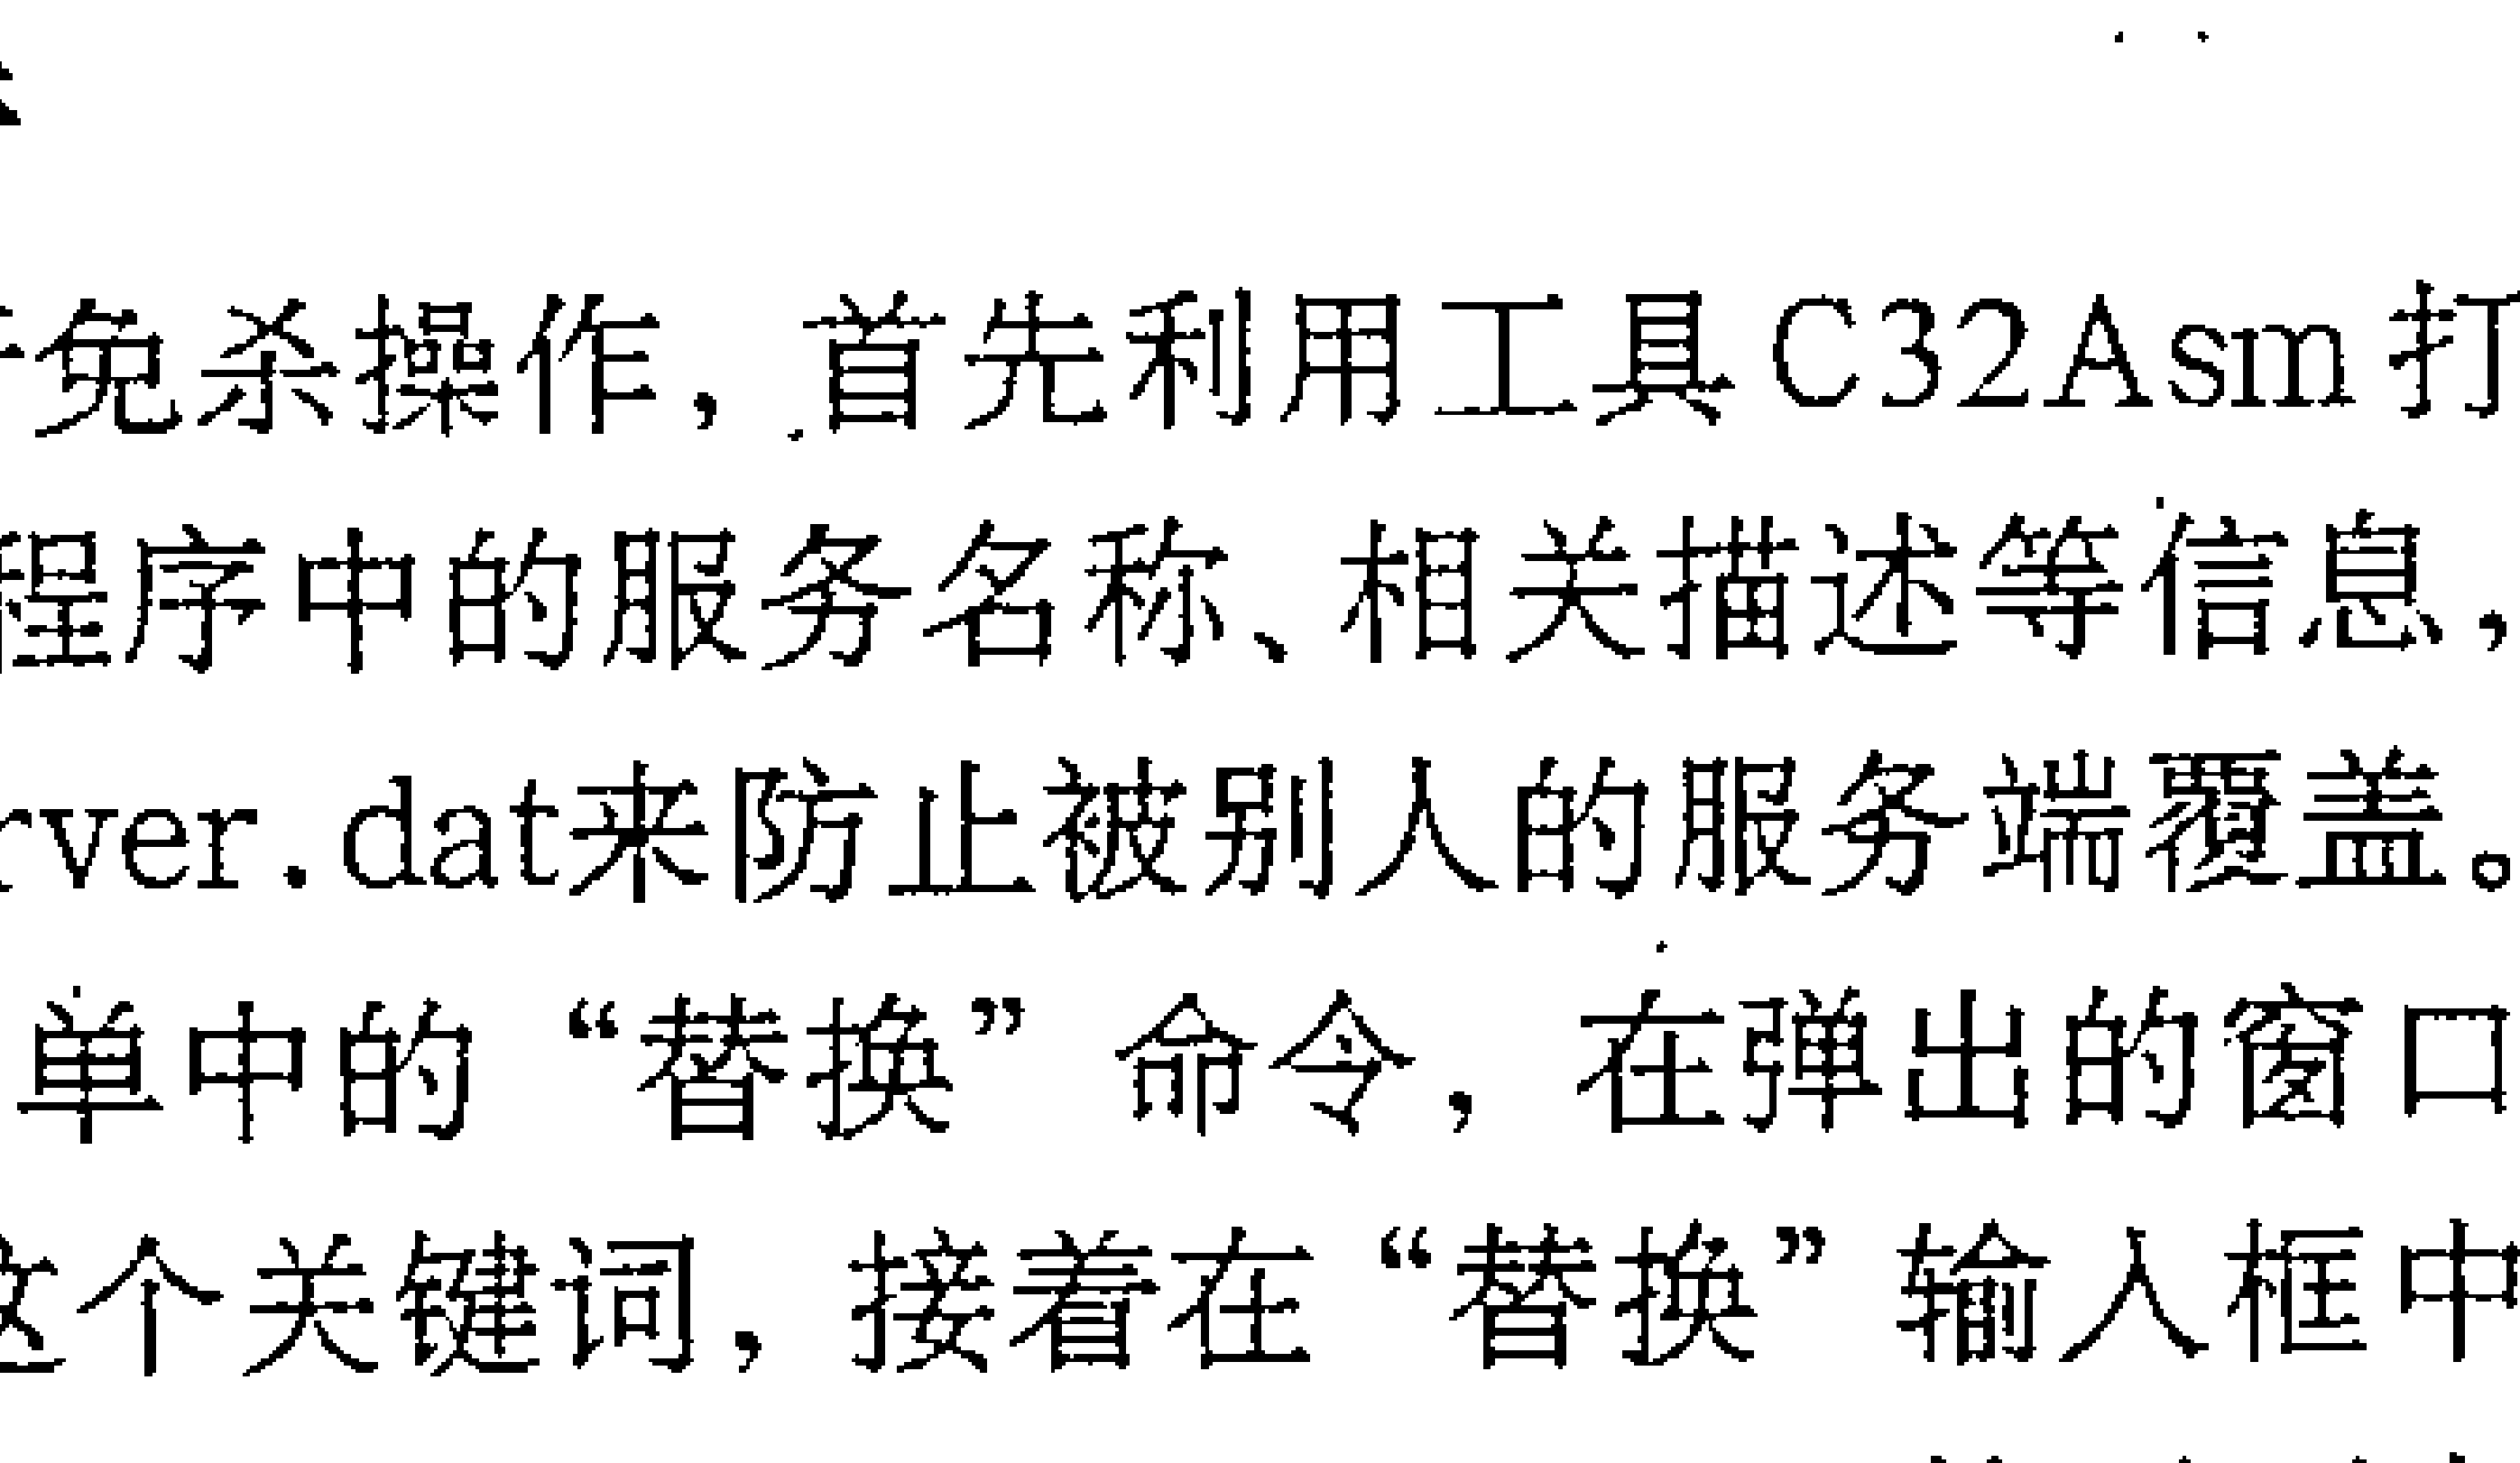 免杀操作，首先利用工具C32Asm打
程序中的服务名称、相关描述等信息，
rver.dat来防止被别人的服务端覆盖。
单中的“替换”命令，在弹出的窗口
这个关键词，接着在“替换”输入框中